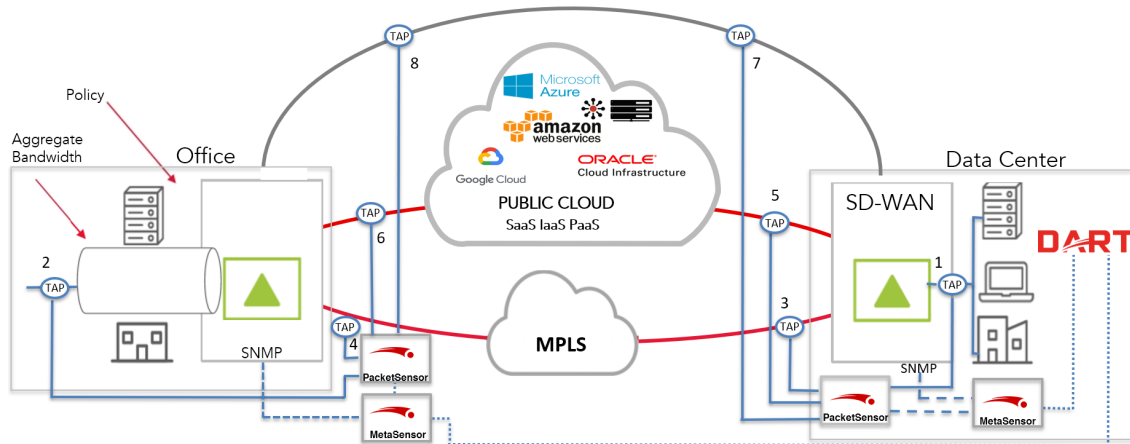 TAP
TAP
8
7
Policy
Microsoft
Azure
Aggregate
Bandwidth
Office
amazon
webservices
Data Center
Google Cloud
ORACLE
Cloud Infrastructure
PUBLIC CLOUD
SaaS IaaS PaaS
5
SD-WAN
TAP
TAP
6
DART
2
1
TAP
TAP
3
TAP
TAP
4
MPLS
SNMP
SNMP
PacketSensor
PacketSensor
MetaSensor
MetaSensor